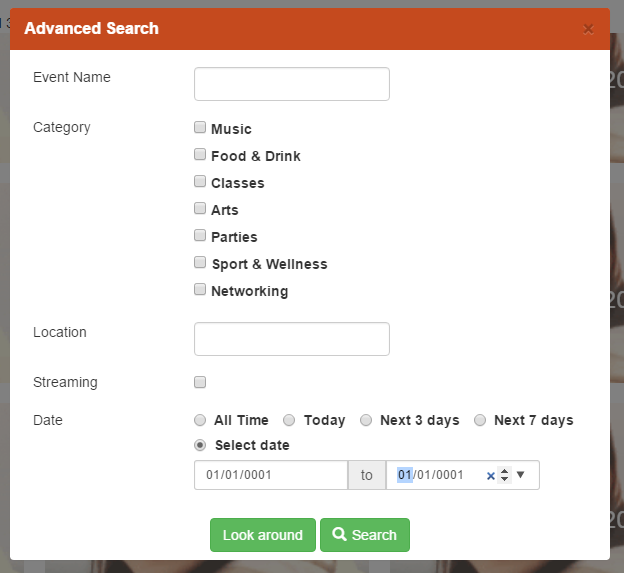 Advanced Search ×
Event Name
Category
Music
Food & Drink
Classes
Arts
Parties
Sport & Wellness
Networking
Location
Streaming
Date
All Time Today Next 3 days Next 7 days
Select date
01/01/0001 to 01/01/0001 ×
Look around Search